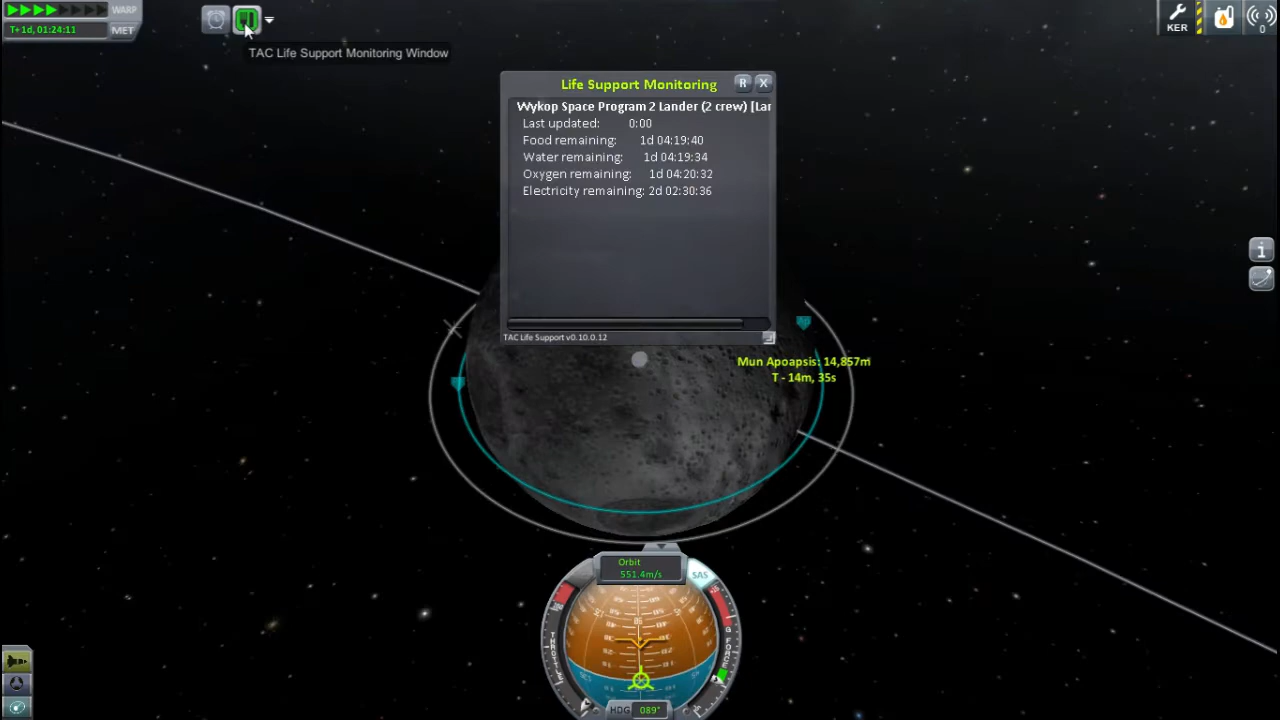 WARP
T+ 1d, 01:24:11
MET
TAC Life Support Monitoring Window
KER
0
Life Support Monitoring
R
X
Wykop Space Program 2 Lander (2 crew) [Lan
Last updated: 0:00
Food remaining: 1d 04:19:40
Water remaining: 1d 04:19:34
Oxygen remaining: 1d 04:20:32
Electricity remaining: 2d 02:30:36
TAC Life Support v0.10.0.12
Mun Apoapsis: 14,857m
T - 14m, 35s
Orbit
551.4m/s
SAS
G FORCE
HDG 089°